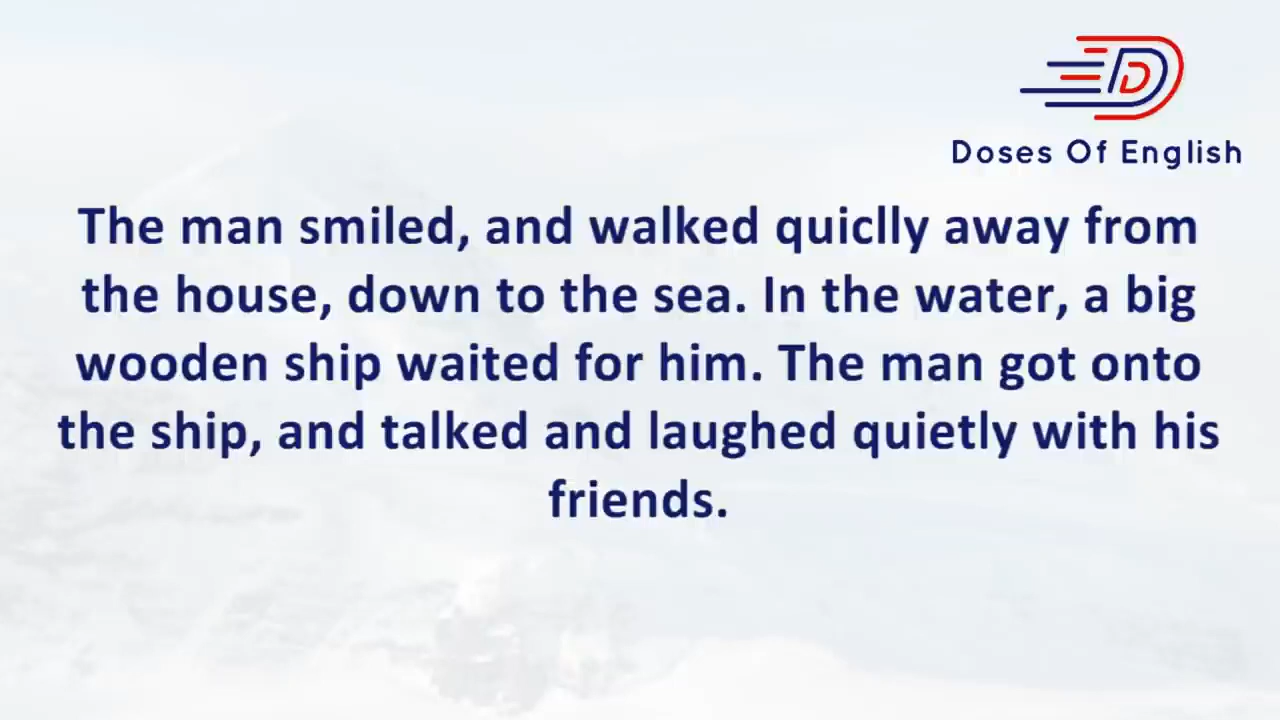 Doses Of English
The man smiled, and walked quiclly away from
the house, down to the sea. In the water, a big
wooden ship waited for him. The man got onto
the ship, and talked and laughed quietly with his
friends.